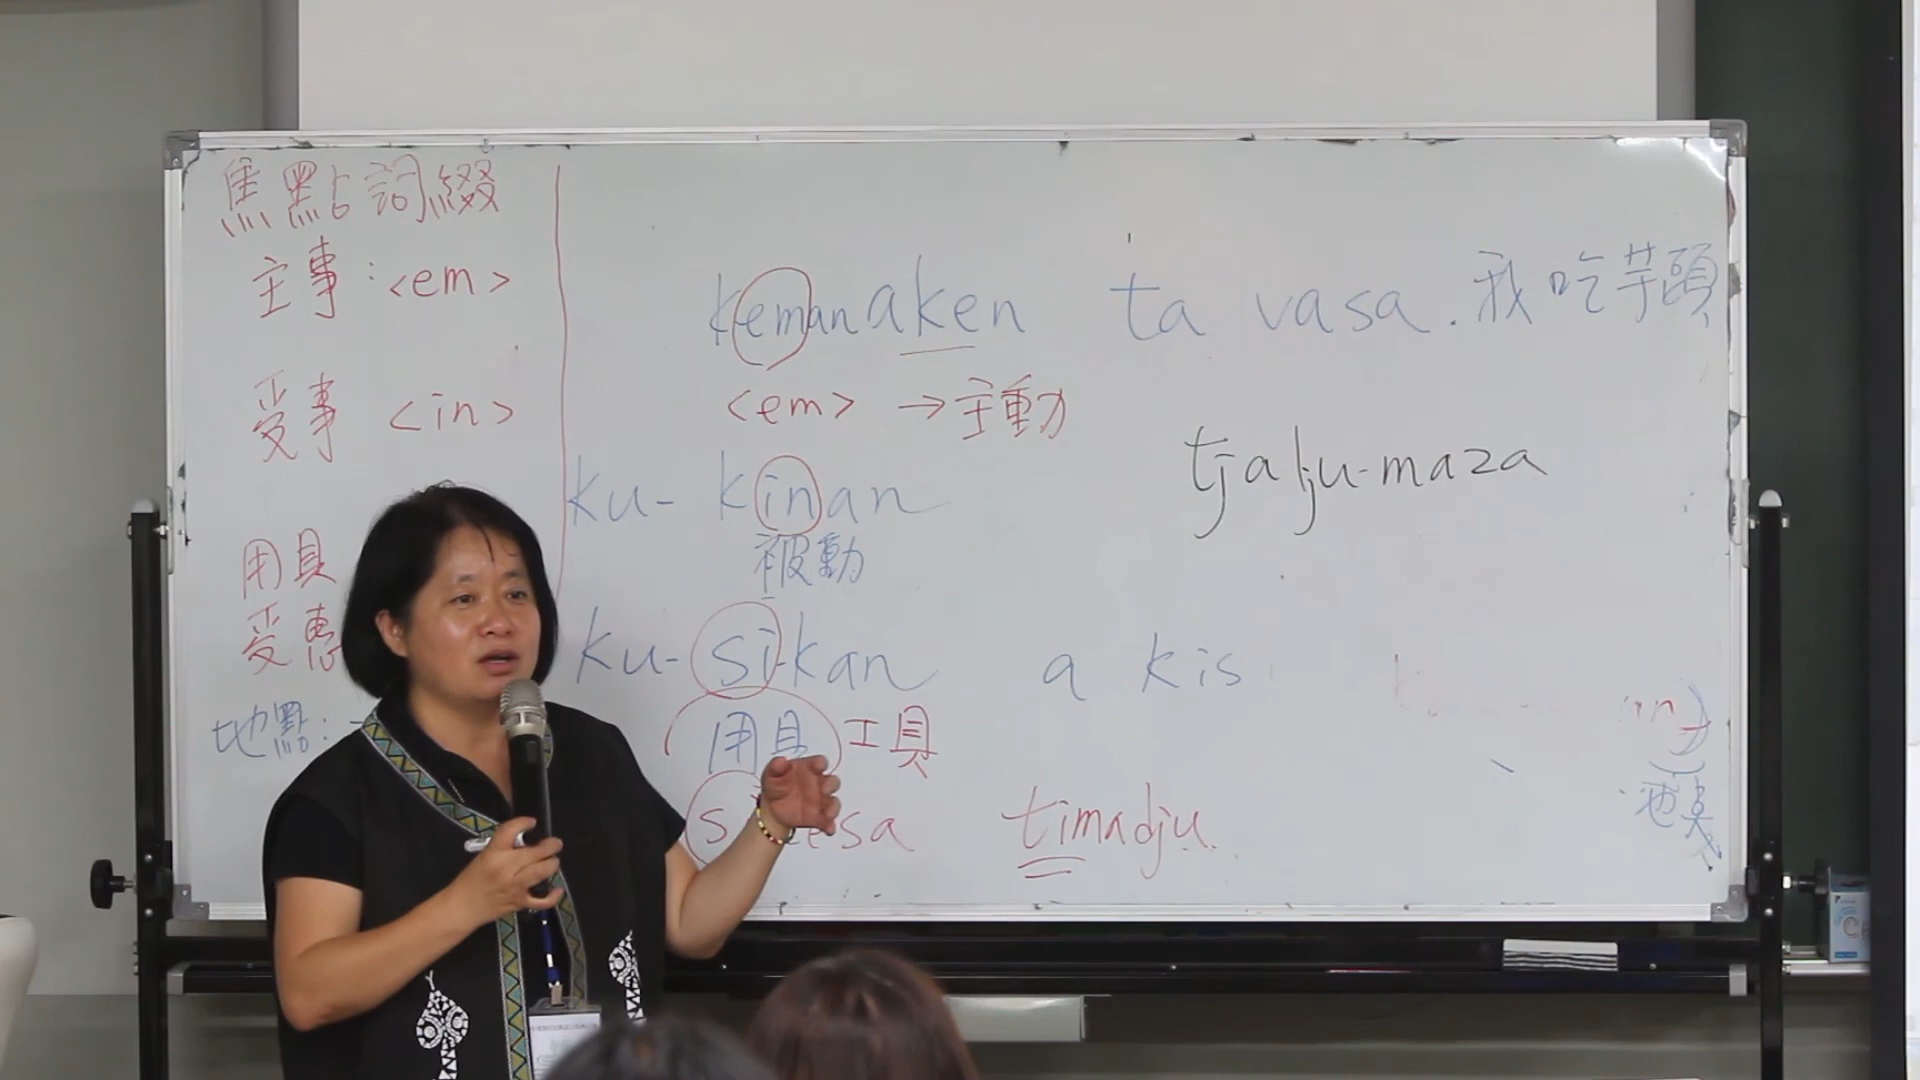 焦點詞綴
主事:<em>
受事 <in>
用具
受惠
地點:
kemanaken ta vasa.我吃芋頭
<em> →主動
tjalju-maza
ku-kinan
被動
ku-si-kan a kis
用具 工具
timadju